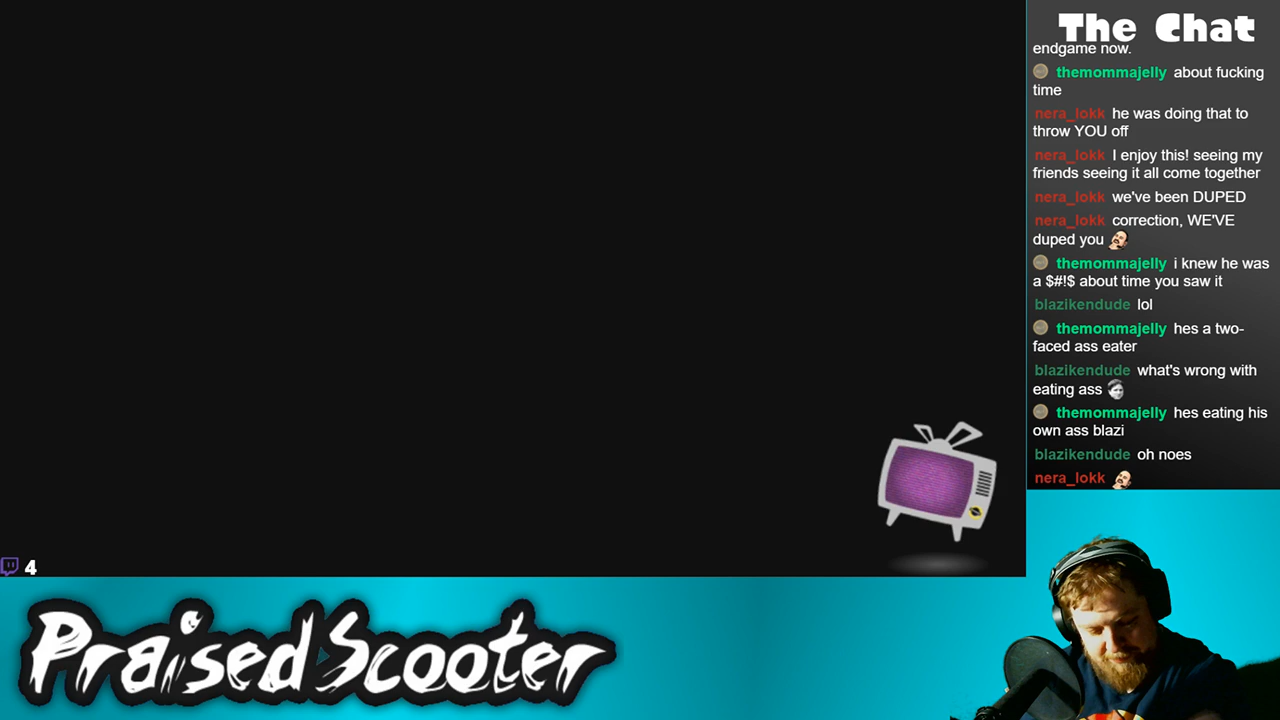 The Chat
endgame now.
themommajelly about fucking
time
nera_lokk he was doing that to
throw YOU off
nera_lokk I enjoy this! seeing my
friends seeing it all come together
nera_lokk we've been DUPED
nera_lokk correction, WE'VE
duped you
themommajelly i knew he was
a $#!$ about time you saw it
blazikendude lol
themommajelly hes a two-
faced ass eater
blazikendude what's wrong with
eating ass
themommajelly hes eating his
own ass blazi
blazikendude oh noes
nera_lokk
4
PraisedScooter